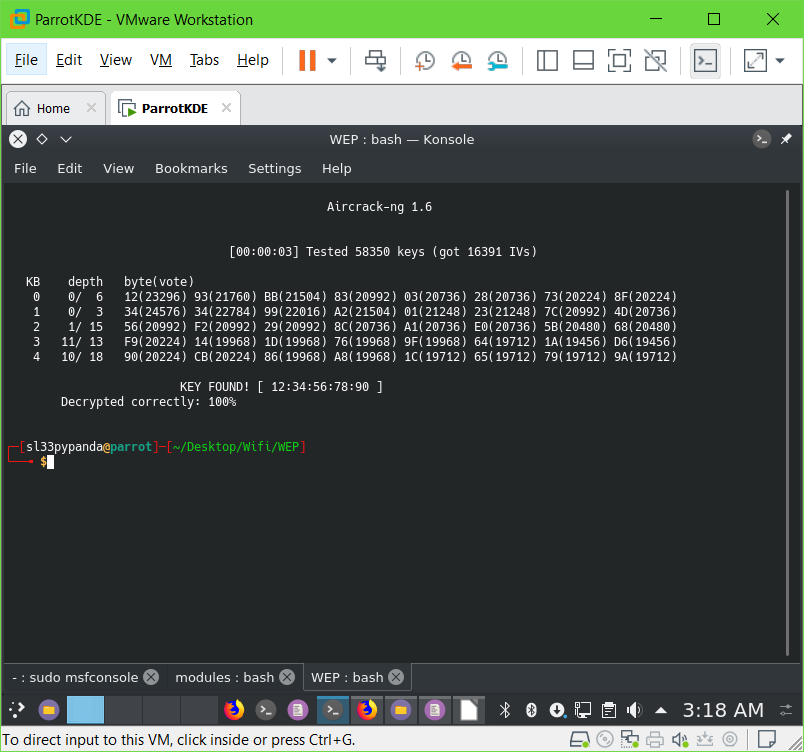 ParrotKDE - VMware Workstation
File Edit View VM Tabs Help
Home ParrotKDE
WEP : bash — Konsole
File Edit View Bookmarks Settings Help
Aircrack-ng 1.6
[00:00:03] Tested 58350 keys (got 16391 IVs)
KB depth byte(vote)
0 0/ 6 12(23296) 93(21760) BB(21504) 83(20992) 03(20736) 28(20736) 73(20224) 8F(20224)
1 0/ 3 34(24576) 34(22784) 99(22016) A2(21504) 01(21248) 23(21248) 7C(20992) 4D(20736)
2 1/ 15 56(20992) F2(20992) 29(20992) 8C(20736) A1(20736) E0(20736) 5B(20480) 68(20480)
3 11/ 13 F9(20224) 14(19968) 1D(19968) 76(19968) 9F(19968) 64(19712) 1A(19456) D6(19456)
4 10/ 18 90(20224) CB(20224) 86(19968) A8(19968) 1C(19712) 65(19712) 79(19712) 9A(19712)
KEY FOUND! [ 12:34:56:78:90 ]
Decrypted correctly: 100%
[sl33pypanda@parrot]─[~/Desktop/Wifi/WEP]
$
- : sudo msfconsole modules : bash WEP : bash
3:18 AM
To direct input to this VM, click inside or press Ctrl+G.